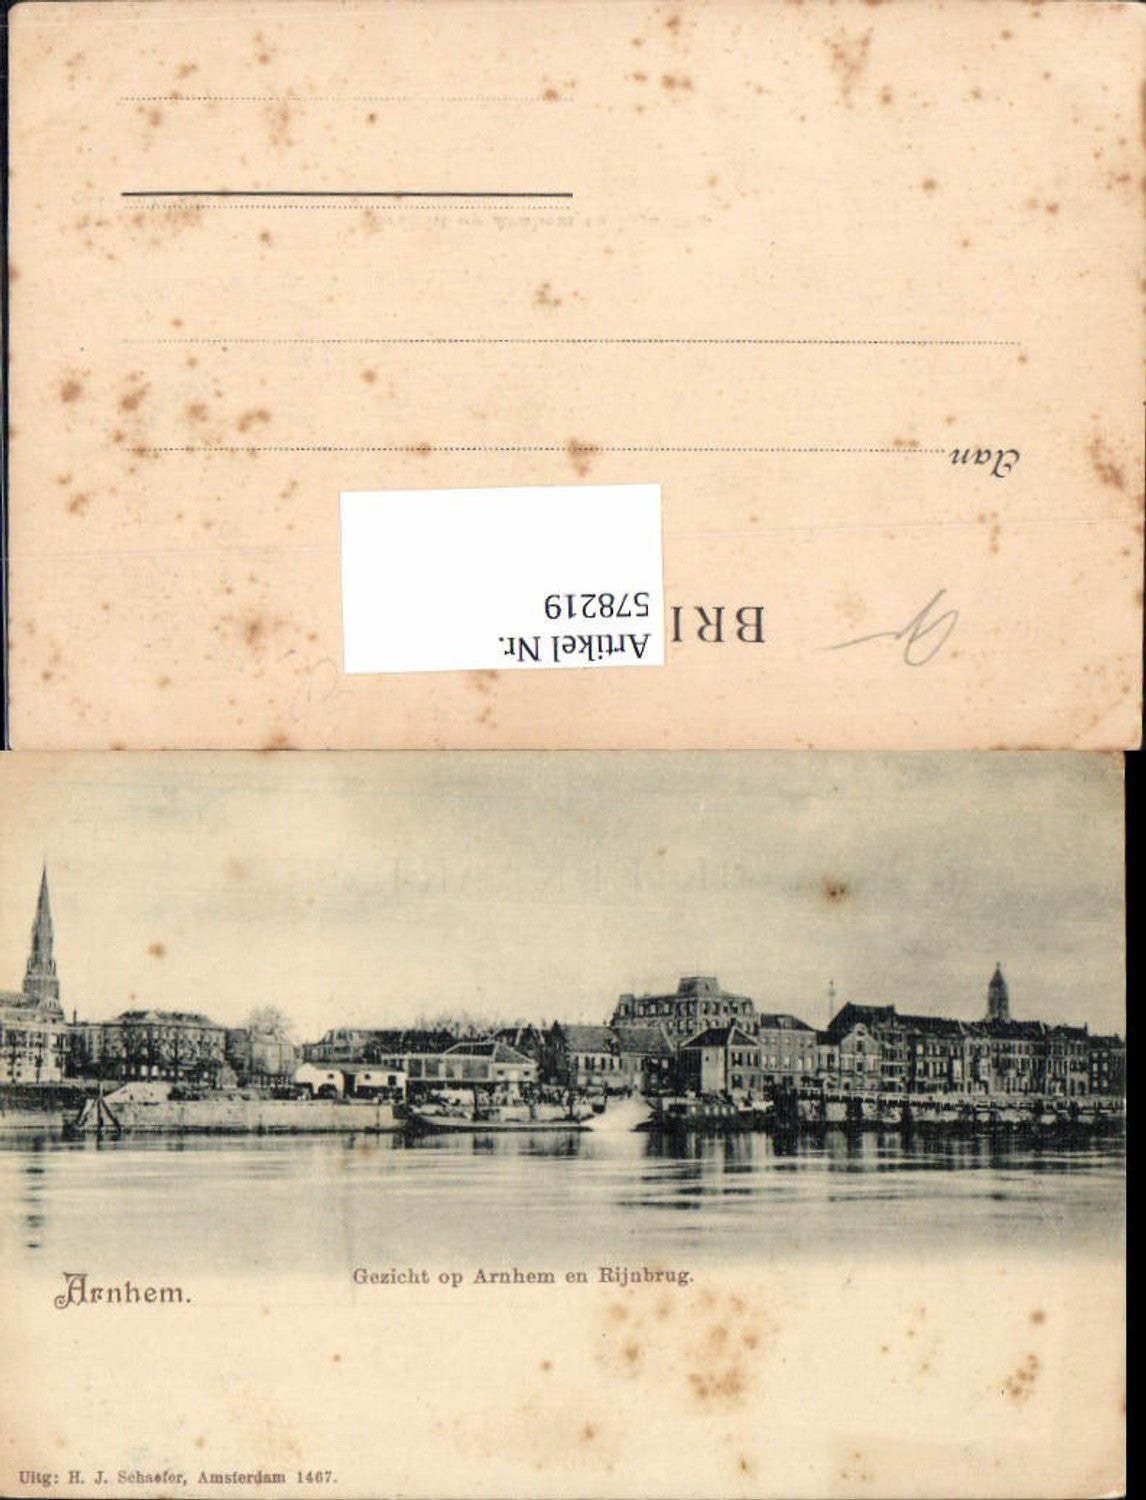 Aan
BRI
Artikel Nr.
578219
Arnhem.
Gezicht op Arnhem en Rijnbrug.
Uitg: H. J. Schaefer, Amsterdam 1467.